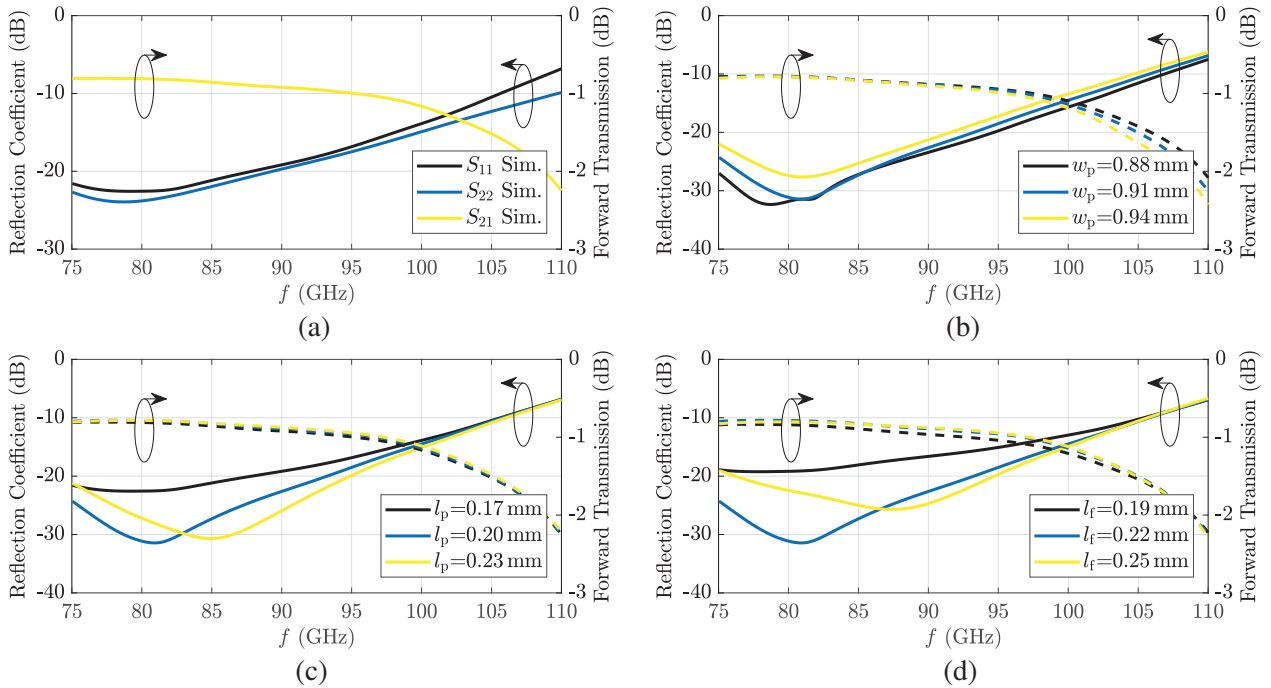 0
-10
-20
-30
Reflection Coefficient (dB)
0
-1
-2
-3
Forward Transmission (dB)
S11 Sim.
S22 Sim.
S21 Sim.
75 80 85 90 95 100 105 110
f (GHz)
(a)
0
-10
-20
-30
-40
Reflection Coefficient (dB)
0
-1
-2
-3
Forward Transmission (dB)
wp=0.88 mm
wp=0.91 mm
wp=0.94 mm
75 80 85 90 95 100 105 110
f (GHz)
(b)
0
-10
-20
-30
-40
Reflection Coefficient (dB)
0
-1
-2
-3
Forward Transmission (dB)
lp=0.17 mm
lp=0.20 mm
lp=0.23 mm
75 80 85 90 95 100 105 110
f (GHz)
(c)
0
-10
-20
-30
-40
Reflection Coefficient (dB)
0
-1
-2
-3
Forward Transmission (dB)
lf=0.19 mm
lf=0.22 mm
lf=0.25 mm
75 80 85 90 95 100 105 110
f (GHz)
(d)